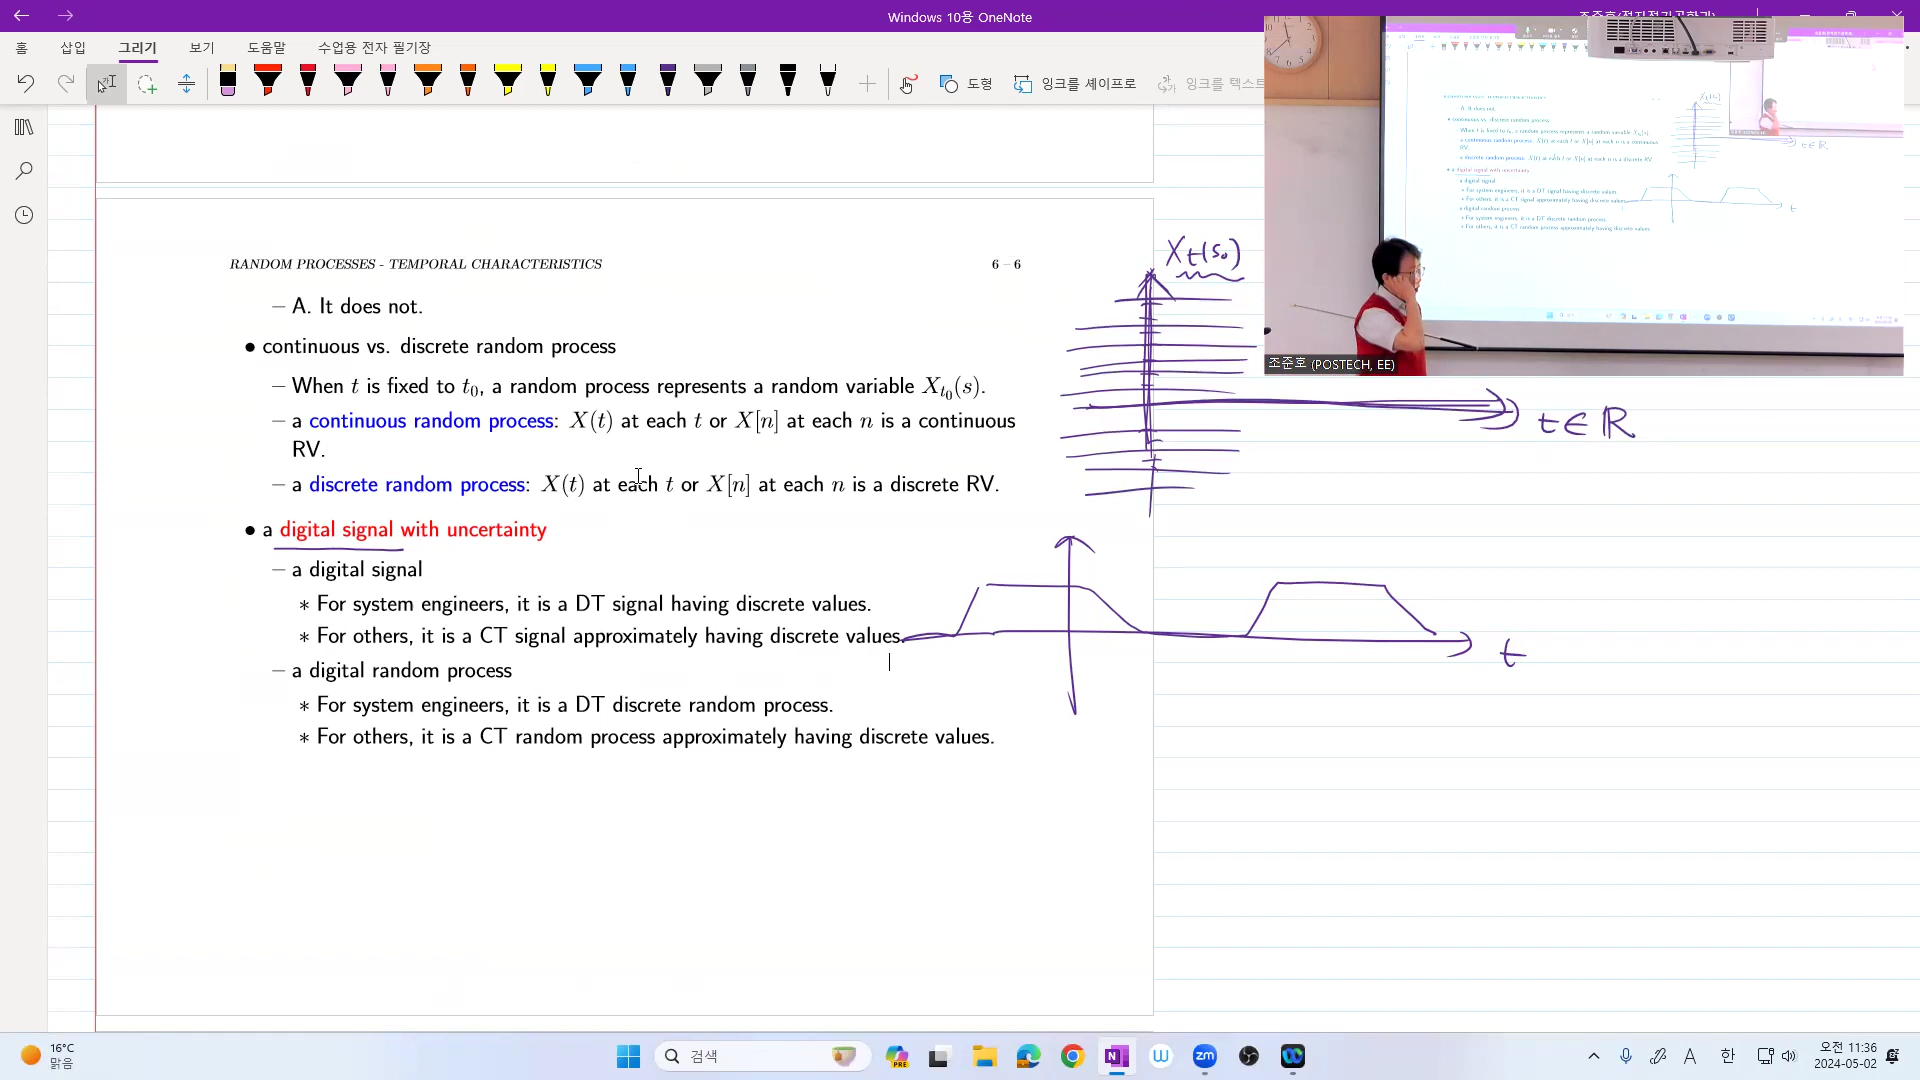 Windows 10용 OneNote
홈 삽입 그리기 보기 도움말 수업용 전자 필기장
도형 잉크를 셰이프로 잉크를 텍스트
RANDOM PROCESSES - TEMPORAL CHARACTERISTICS 6 – 6
– A. It does not.
• continuous vs. discrete random process
– When t is fixed to t₀, a random process represents a random variable X_{t₀}(s).
– a continuous random process: X(t) at each t or X[n] at each n is a continuous
RV.
– a discrete random process: X(t) at each t or X[n] at each n is a discrete RV.
• a digital signal with uncertainty
– a digital signal
∗ For system engineers, it is a DT signal having discrete values.
∗ For others, it is a CT signal approximately having discrete values.
– a digital random process
∗ For system engineers, it is a DT discrete random process.
∗ For others, it is a CT random process approximately having discrete values.
X_t(s₀)
t ∈ ℝ
t
조준호 (POSTECH, EE)
16°C
맑음
검색
한
오전 11:36
2024-05-02